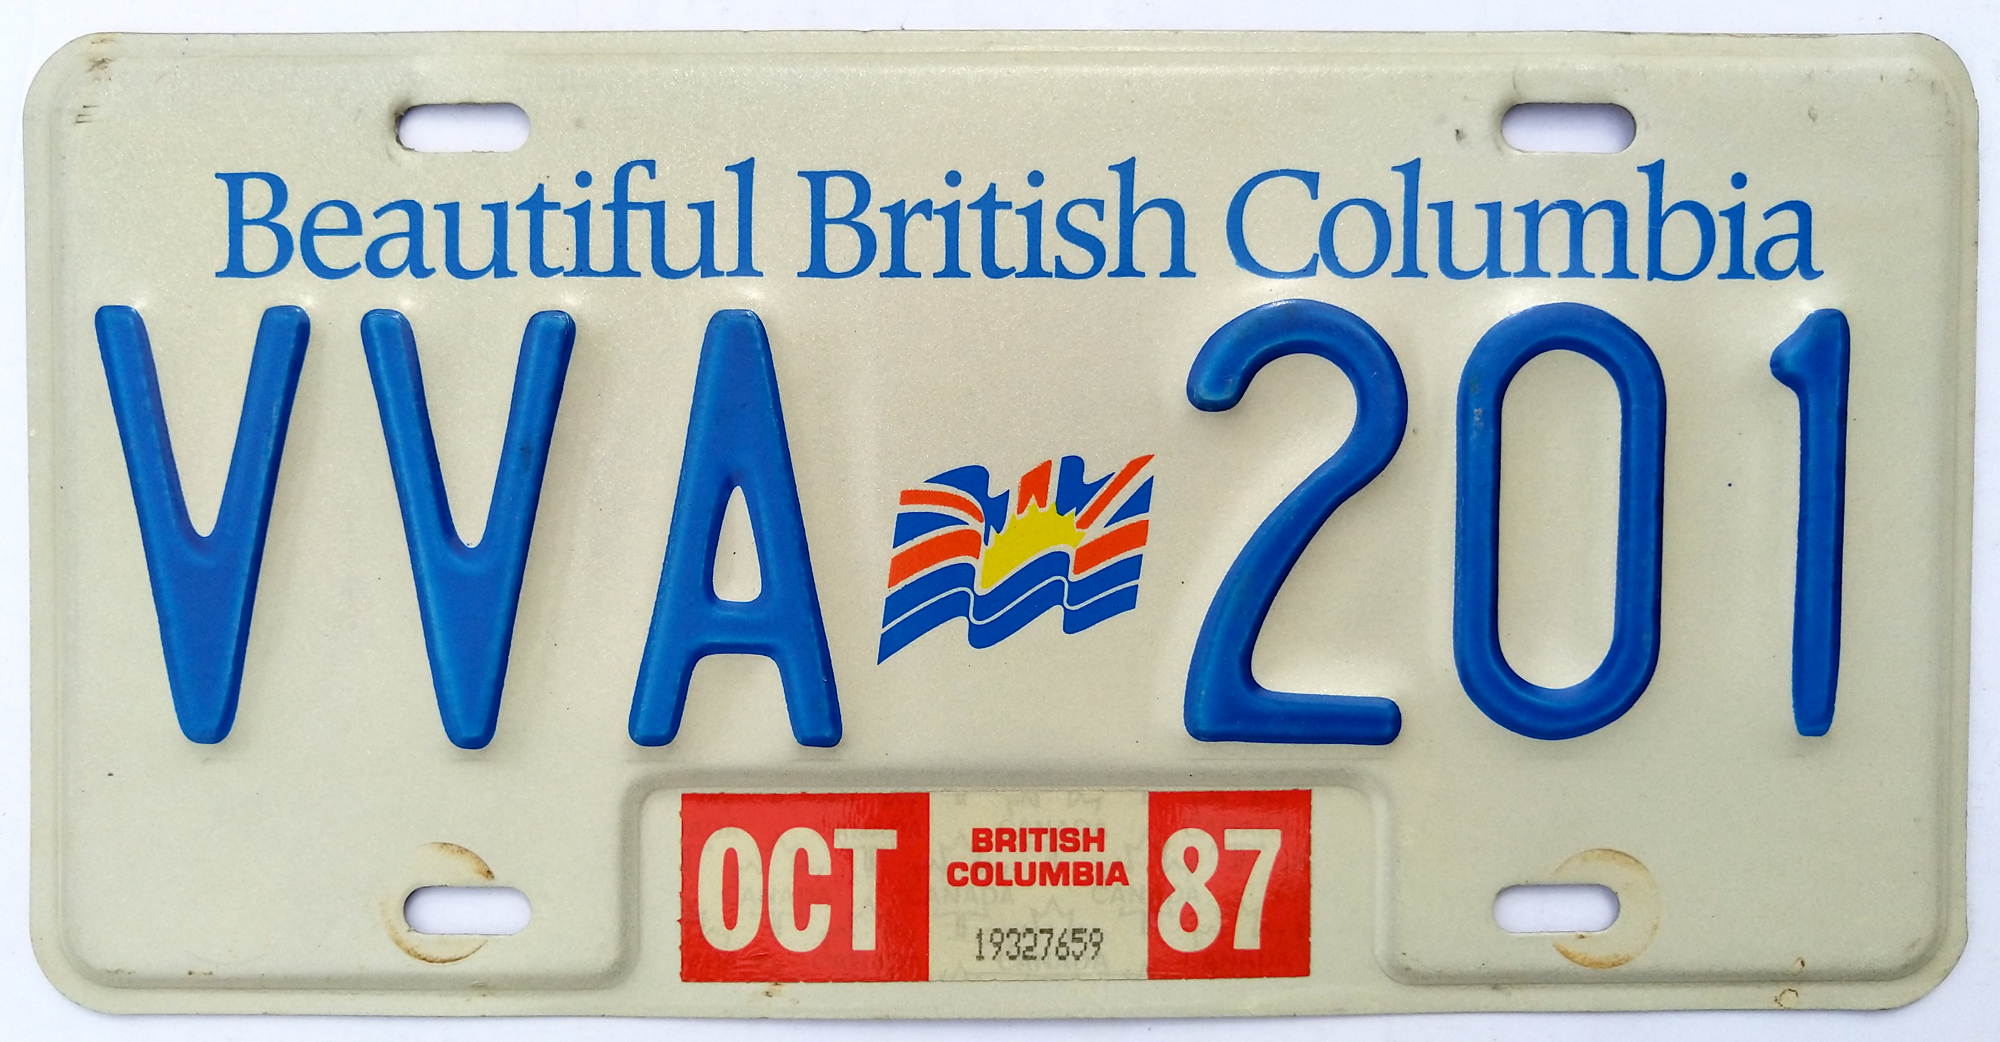 Beautiful British Columbia
VVA 201
OCT BRITISH COLUMBIA 87
19327659